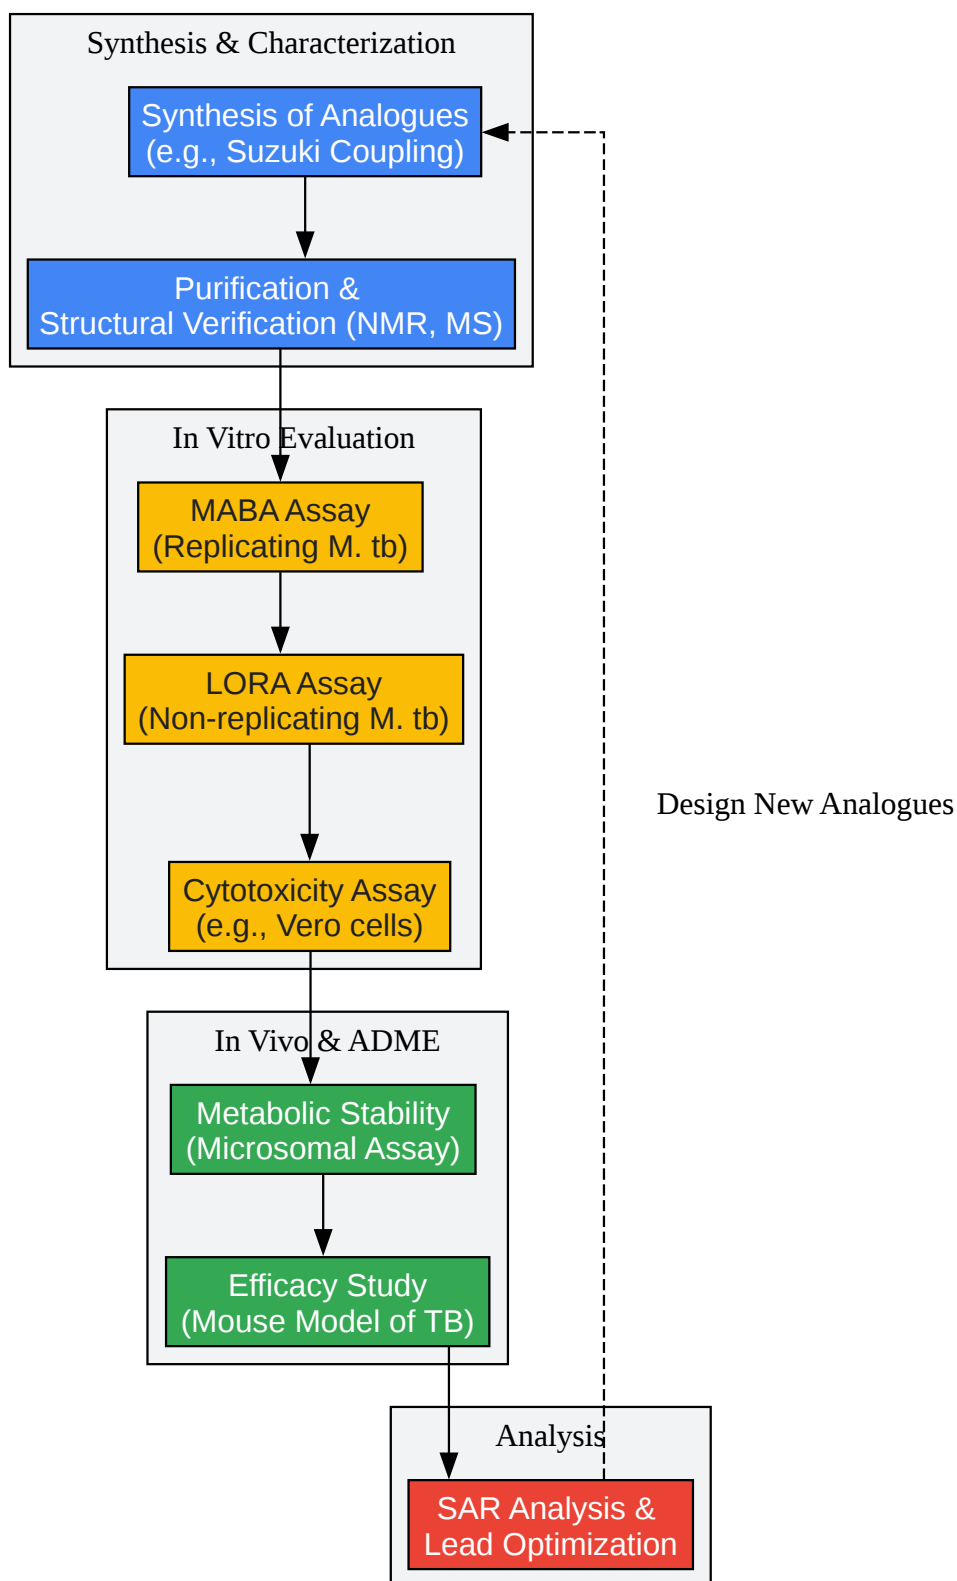 Synthesis & Characterization
Synthesis of Analogues
(e.g., Suzuki Coupling)
Purification &
Structural Verification (NMR, MS)
In Vitro Evaluation
MABA Assay
(Replicating M. tb)
LORA Assay
(Non-replicating M. tb)
Design New Analogues
Cytotoxicity Assay
(e.g., Vero cells)
In Vivo & ADME
Metabolic Stability
(Microsomal Assay)
Efficacy Study
(Mouse Model of TB)
Analysis
SAR Analysis &
Lead Optimization